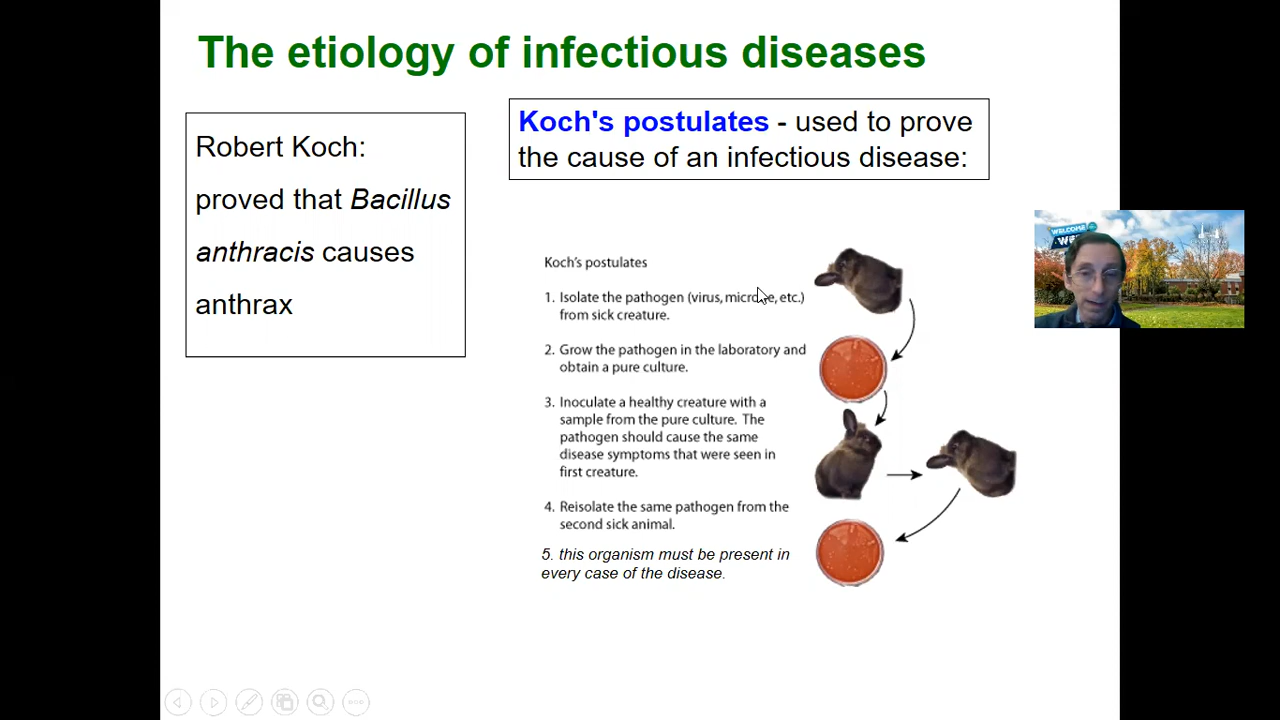 The etiology of infectious diseases
Robert Koch:
proved that Bacillus
anthracis causes
anthrax
Koch's postulates - used to prove
the cause of an infectious disease:
Koch's postulates
1. Isolate the pathogen (virus, microbe, etc.)
from sick creature.
2. Grow the pathogen in the laboratory and
obtain a pure culture.
3. Inoculate a healthy creature with a
sample from the pure culture. The
pathogen should cause the same
disease symptoms that were seen in
first creature.
4. Reisolate the same pathogen from the
second sick animal.
5. this organism must be present in
every case of the disease.
WELCOME